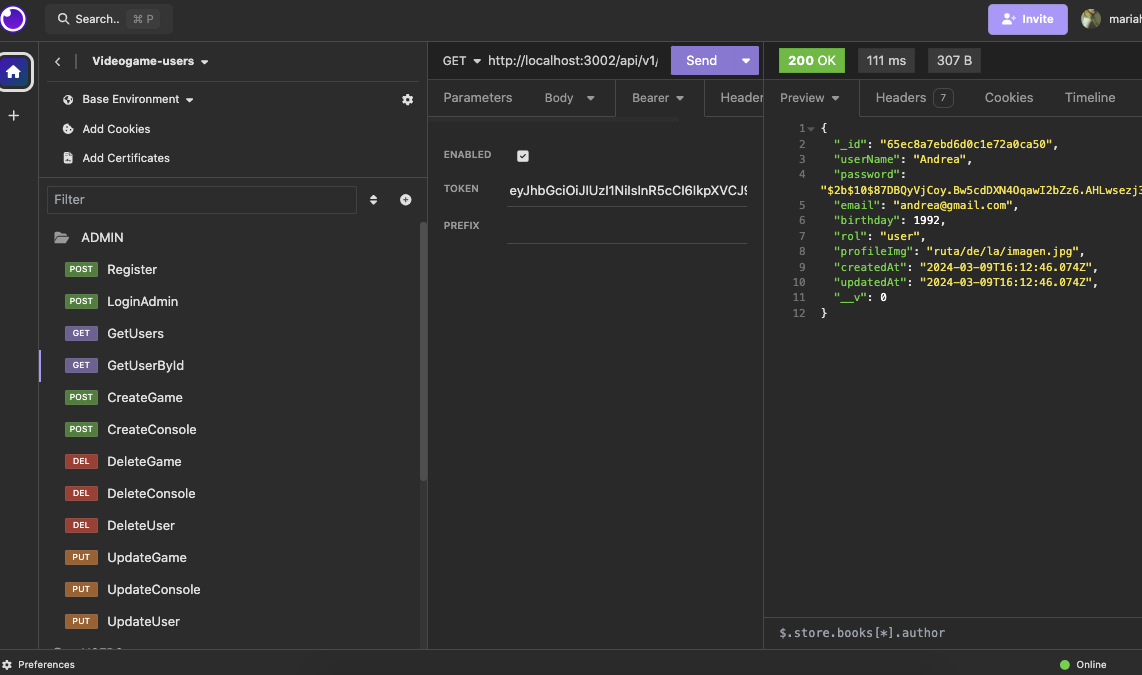 Search.. ⌘ P
Invite
mariah
Videogame-users
Base Environment
Add Cookies
Add Certificates
Filter
ADMIN
POST Register
POST LoginAdmin
GET GetUsers
GET GetUserById
POST CreateGame
POST CreateConsole
DEL DeleteGame
DEL DeleteConsole
DEL DeleteUser
PUT UpdateGame
PUT UpdateConsole
PUT UpdateUser
GET http://localhost:3002/api/v1/ Send
Parameters Body Bearer Header
ENABLED
TOKEN
PREFIX
200 OK 111 ms 307 B
Preview Headers 7 Cookies Timeline
1 {
2 "_id": "65ec8a7ebd6d0c1e72a0ca50",
3 "userName": "Andrea",
4 "password":
"$2b$10$87DBQyVjCoy.Bw5cdDXN4OqawI2bZz6.AHLwsezj3
5 "email": "andrea@gmail.com",
6 "birthday": 1992,
7 "rol": "user",
8 "profileImg": "ruta/de/la/imagen.jpg",
9 "createdAt": "2024-03-09T16:12:46.074Z",
10 "updatedAt": "2024-03-09T16:12:46.074Z",
11 "__v": 0
12 }
$.store.books[*].author
Preferences
Online